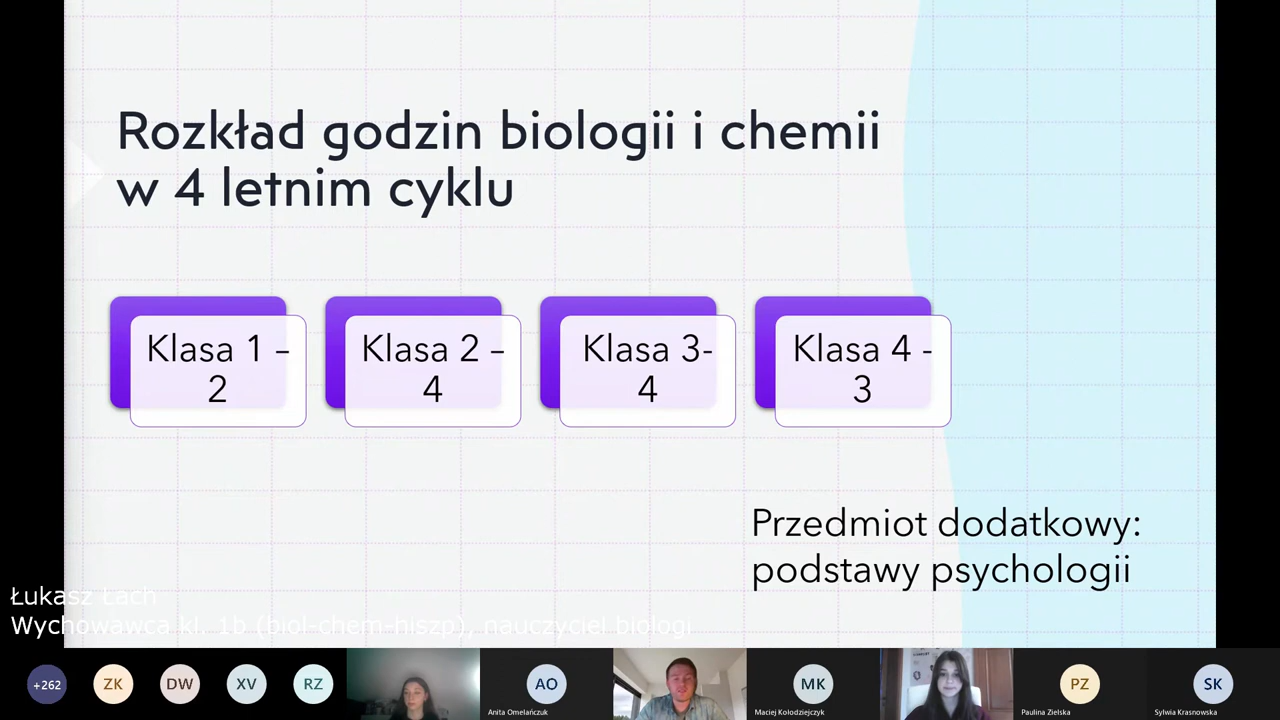 Rozkład godzin biologii i chemii
w 4 letnim cyklu
Klasa 1 –
2
Klasa 2 –
4
Klasa 3-
4
Klasa 4 -
3
Przedmiot dodatkowy:
podstawy psychologii
Łukasz Łach
Wychowawca kl. 1b (biol-chem-hiszp), nauczyciel biologi
+262
ZK
DW
XV
RZ
AO
Anita Omelańczuk
MK
Maciej Kołodziejczyk
PZ
Paulina Zielska
SK
Sylwia Krasnowska